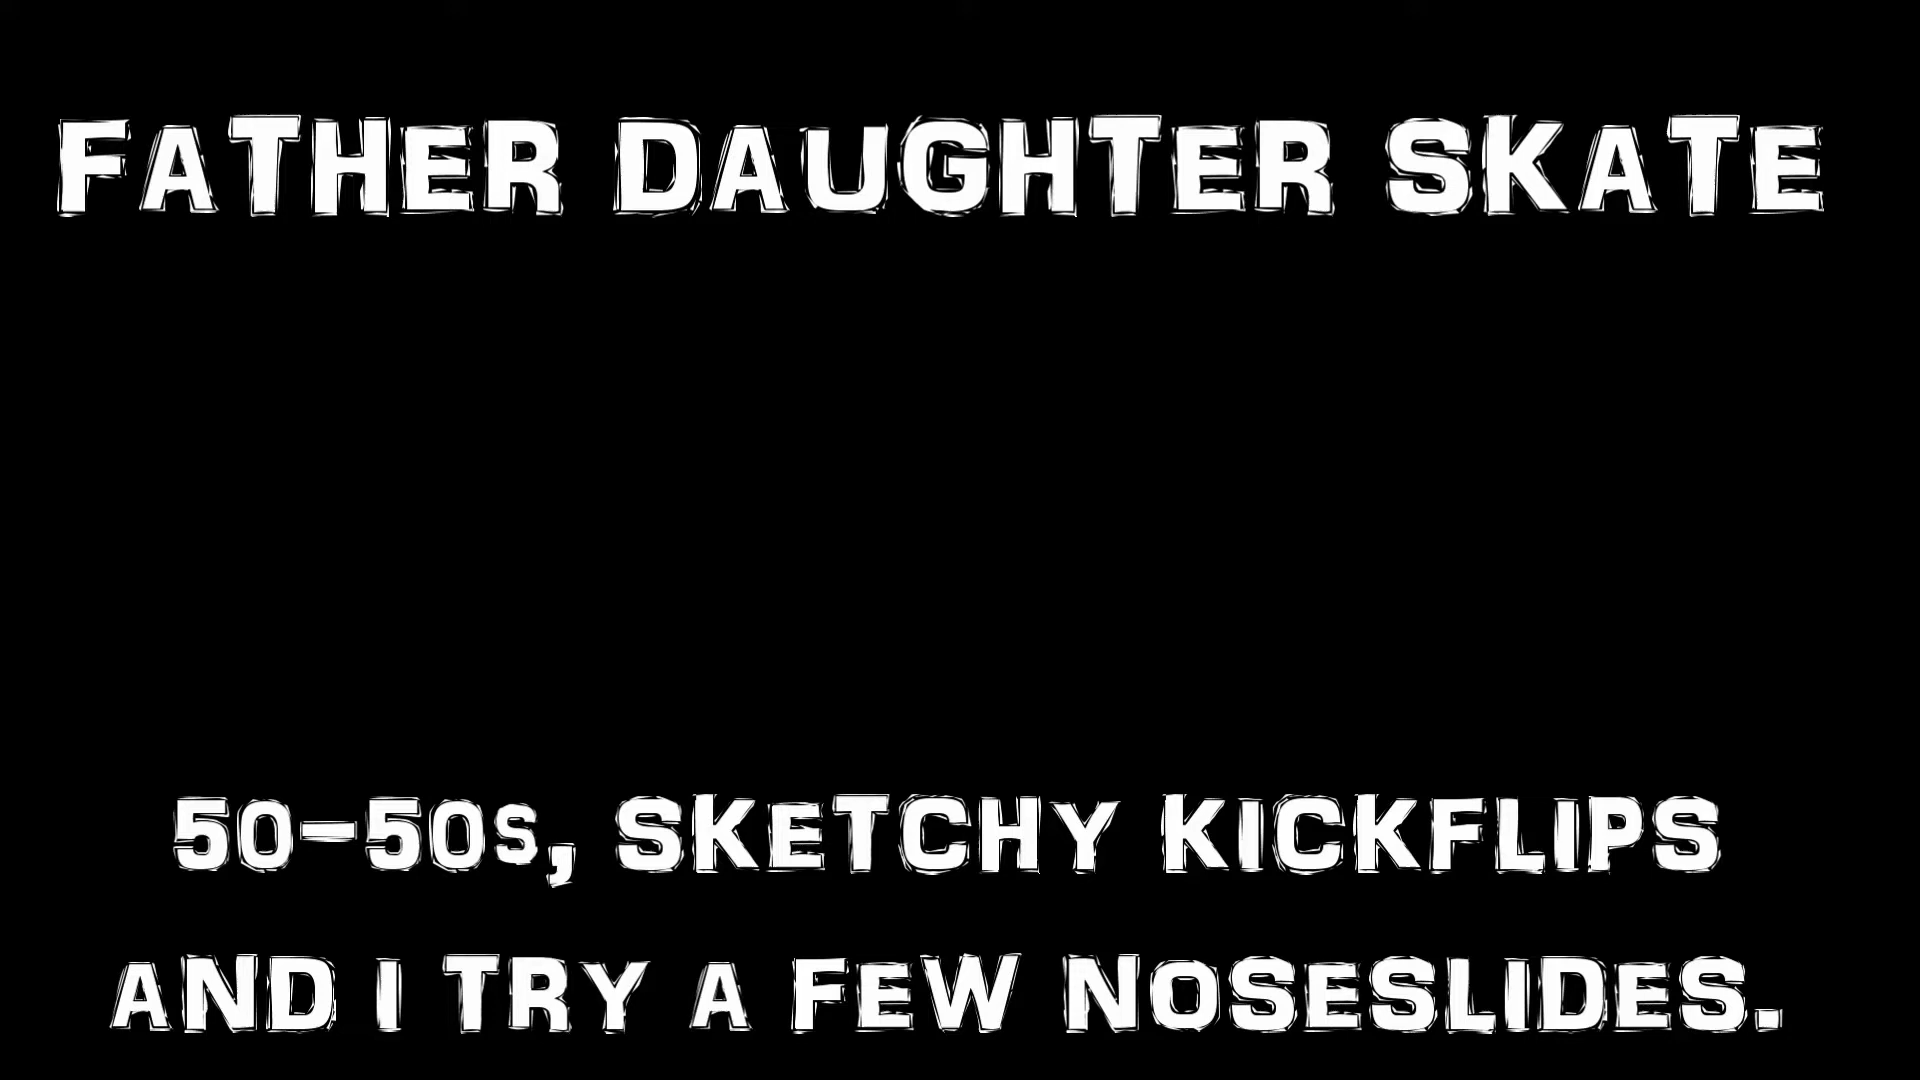 FATHER DAUGHTER SKATE
50-50s, SKETCHY KICKFLIPS
AND I TRY A FEW NOSESLIDES.